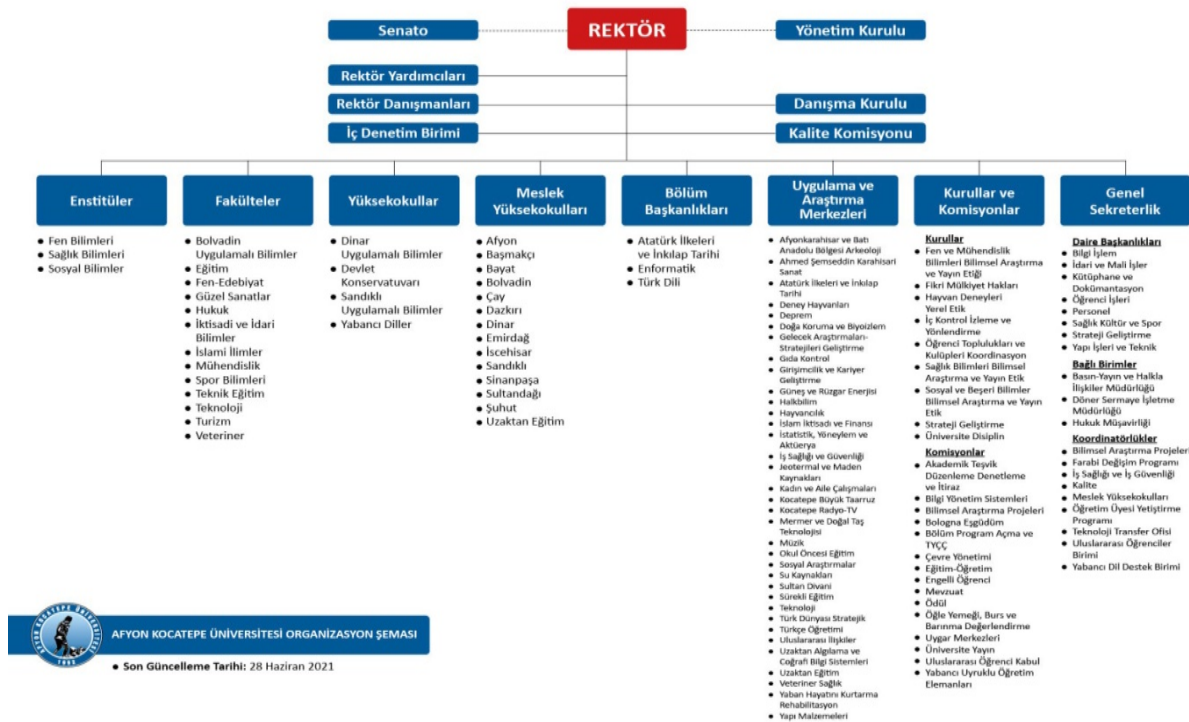 Senato
REKTÖR
Yönetim Kurulu
Rektör Yardımcıları
Rektör Danışmanları
Danışma Kurulu
İç Denetim Birimi
Kalite Komisyonu
Enstitüler
• Fen Bilimleri
• Sağlık Bilimleri
• Sosyal Bilimler
Fakülteler
• Bolvadin
Uygulamalı Bilimler
• Eğitim
• Fen-Edebiyat
• Güzel Sanatlar
• Hukuk
• İktisadi ve İdari
Bilimler
• İslami İlimler
• Mühendislik
• Spor Bilimleri
• Teknik Eğitim
• Teknoloji
• Turizm
• Veteriner
Yüksekokullar
• Dinar
Uygulamalı Bilimler
• Devlet
Konservatuvarı
• Sandıklı
Uygulamalı Bilimler
• Yabancı Diller
Meslek
Yüksekokulları
• Afyon
• Başmakçı
• Bayat
• Bolvadin
• Çay
• Dazkırı
• Dinar
• Emirdağ
• İscehisar
• Sandıklı
• Sinanpaşa
• Sultandağı
• Şuhut
• Uzaktan Eğitim
Bölüm
Başkanlıkları
• Atatürk İlkeleri
ve İnkılap Tarihi
• Enformatik
• Türk Dili
Uygulama ve
Araştırma
Merkezleri
• Afyonkarahisar ve Batı
Anadolu Bölgesi Arkeoloji
• Ahmed Şemseddin Karahisari
Sanat
• Atatürk İlkeleri ve İnkılap
Tarihi
• Deney Hayvanları
• Deprem
• Doğa Koruma ve Biyoizlem
• Gelecek Araştırmaları-
Stratejileri Geliştirme
• Gıda Kontrol
• Girişimcilik ve Kariyer
Geliştirme
• Güneş ve Rüzgar Enerjisi
• Halkbilim
• Hayvancılık
• İslam İktisadı ve Finansı
• İstatistik, Yöneylem ve
Aktüerya
• İş Sağlığı ve Güvenliği
• Jeotermal ve Maden
Kaynakları
• Kadın ve Aile Çalışmaları
• Kocatepe Büyük Taarruz
• Kocatepe Radyo-TV
• Mermer ve Doğal Taş
Teknolojisi
• Müzik
• Okul Öncesi Eğitim
• Sosyal Araştırmalar
• Su Kaynakları
• Sultan Divani
• Sürekli Eğitim
• Teknoloji
• Türk Dünyası Stratejik
• Türkçe Öğretimi
• Uluslararası İlişkiler
• Uzaktan Algılama ve
Coğrafi Bilgi Sistemleri
• Uzaktan Eğitim
• Veteriner Sağlık
• Yaban Hayatını Kurtarma
Rehabilitasyon
• Yapı Malzemeleri
Kurullar ve
Komisyonlar
Kurullar
• Fen ve Mühendislik
Bilimleri Bilimsel Araştırma
ve Yayın Etiği
• Fikri Mülkiyet Hakları
• Hayvan Deneyleri
Yerel Etik
• İç Kontrol İzleme ve
Yönlendirme
• Öğrenci Toplulukları ve
Kulüpleri Koordinasyon
• Sağlık Bilimleri Bilimsel
Araştırma ve Yayın Etik
• Sosyal ve Beşeri Bilimler
Bilimsel Araştırma ve Yayın
Etik
• Strateji Geliştirme
• Üniversite Disiplin
Komisyonlar
• Akademik Teşvik
Düzenleme Denetleme
ve İtiraz
• Bilgi Yönetim Sistemleri
• Bilimsel Araştırma Projeleri
• Bologna Eşgüdüm
• Bölüm Program Açma ve
TYÇÇ
• Çevre Yönetimi
• Eğitim-Öğretim
• Engelli Öğrenci
• Mevzuat
• Ödül
• Öğle Yemeği, Burs ve
Barınma Değerlendirme
• Uygar Merkezleri
• Üniversite Yayın
• Uluslararası Öğrenci Kabul
• Yabancı Uyruklu Öğretim
Elemanları
Genel
Sekreterlik
Daire Başkanlıkları
• Bilgi İşlem
• İdari ve Mali İşler
• Kütüphane ve
Dokümantasyon
• Öğrenci İşleri
• Personel
• Sağlık Kültür ve Spor
• Strateji Geliştirme
• Yapı İşleri ve Teknik
Bağlı Birimler
• Basın-Yayın ve Halkla
İlişkiler Müdürlüğü
• Döner Sermaye İşletme
Müdürlüğü
• Hukuk Müşavirliği
Koordinatörlükler
• Bilimsel Araştırma Projeleri
• Farabi Değişim Programı
• İş Sağlığı ve İş Güvenliği
• Kalite
• Meslek Yüksekokulları
• Öğretim Üyesi Yetiştirme
Programı
• Teknoloji Transfer Ofisi
• Uluslararası Öğrenciler
Birimi
• Yabancı Dil Destek Birimi
AFYON KOCATEPE ÜNİVERSİTESİ
1992
AFYON KOCATEPE ÜNİVERSİTESİ ORGANİZASYON ŞEMASI
• Son Güncelleme Tarihi: 28 Haziran 2021